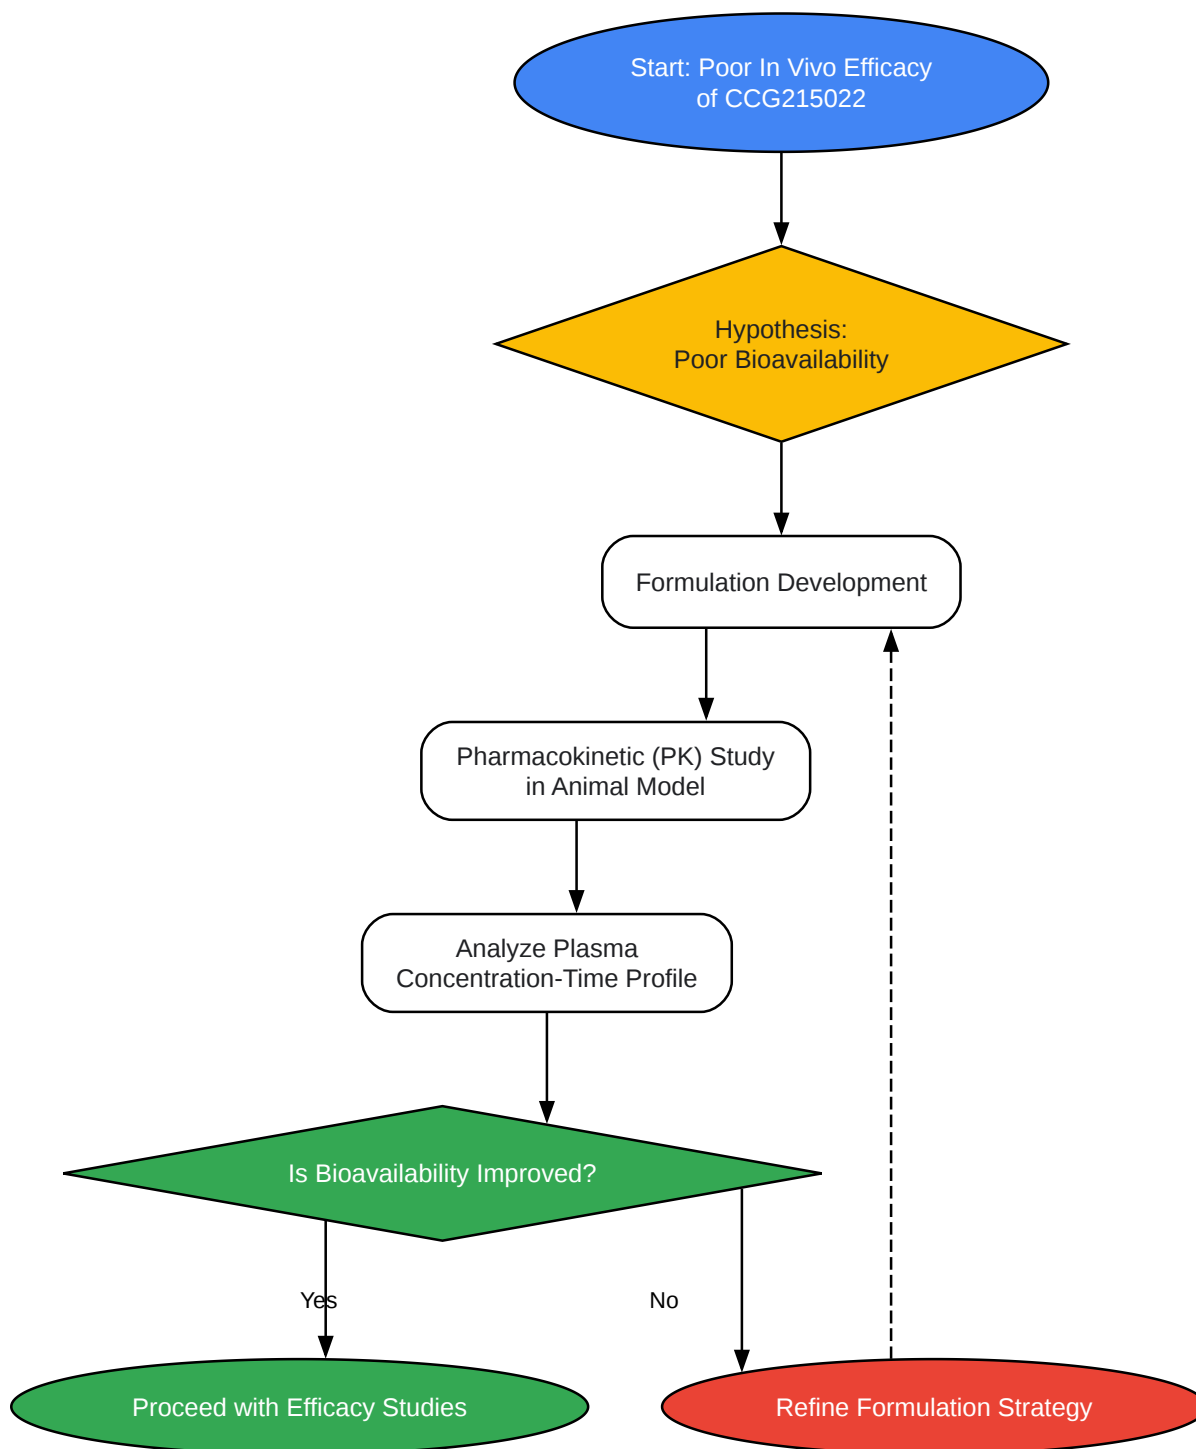 Start: Poor In Vivo Efficacy
of CCG215022
Hypothesis:
Poor Bioavailability
Formulation Development
Pharmacokinetic (PK) Study
in Animal Model
Analyze Plasma
Concentration-Time Profile
Is Bioavailability Improved?
Yes
No
Proceed with Efficacy Studies
Refine Formulation Strategy